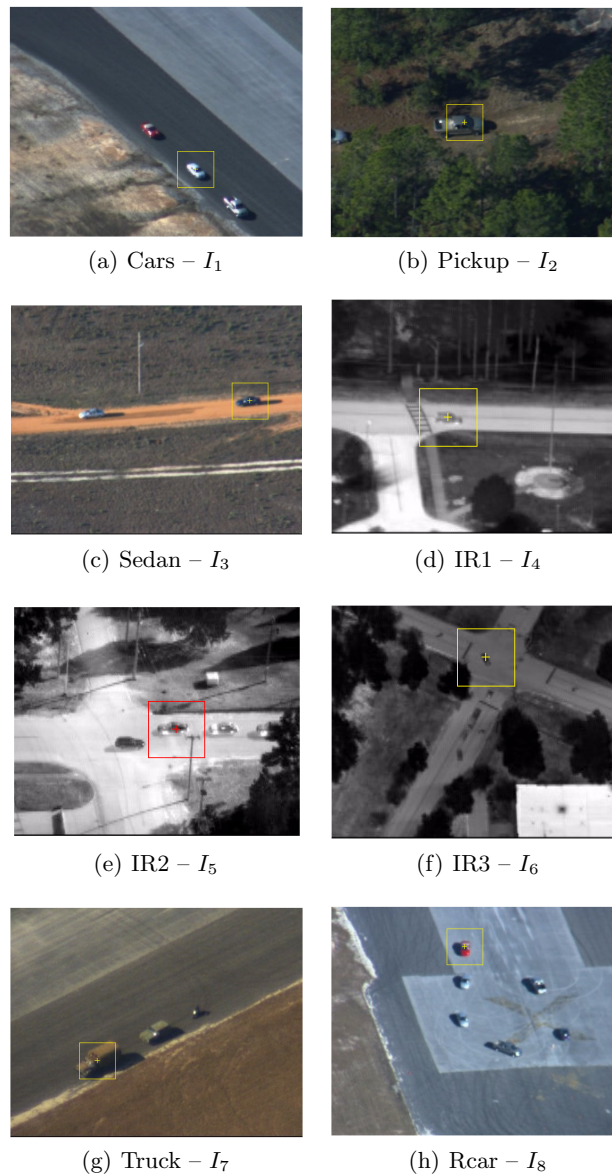 (a) Cars – I1
(b) Pickup – I2
(c) Sedan – I3
(d) IR1 – I4
(e) IR2 – I5
(f) IR3 – I6
(g) Truck – I7
(h) Rcar – I8